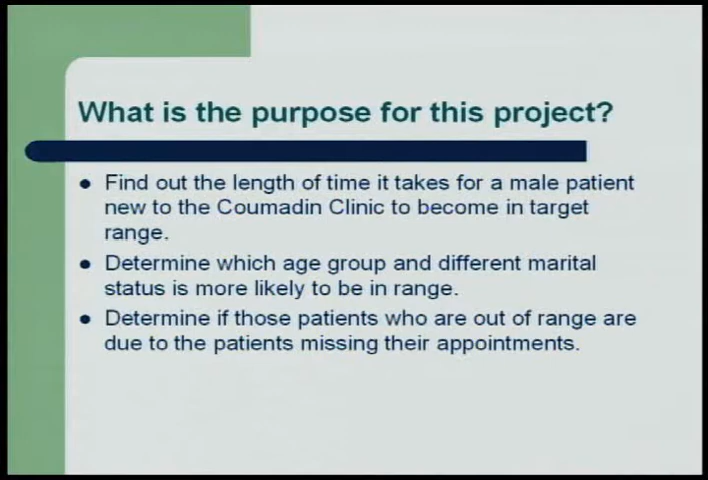 What is the purpose for this project?
Find out the length of time it takes for a male patient
new to the Coumadin Clinic to become in target
range.
Determine which age group and different marital
status is more likely to be in range.
Determine if those patients who are out of range are
due to the patients missing their appointments.